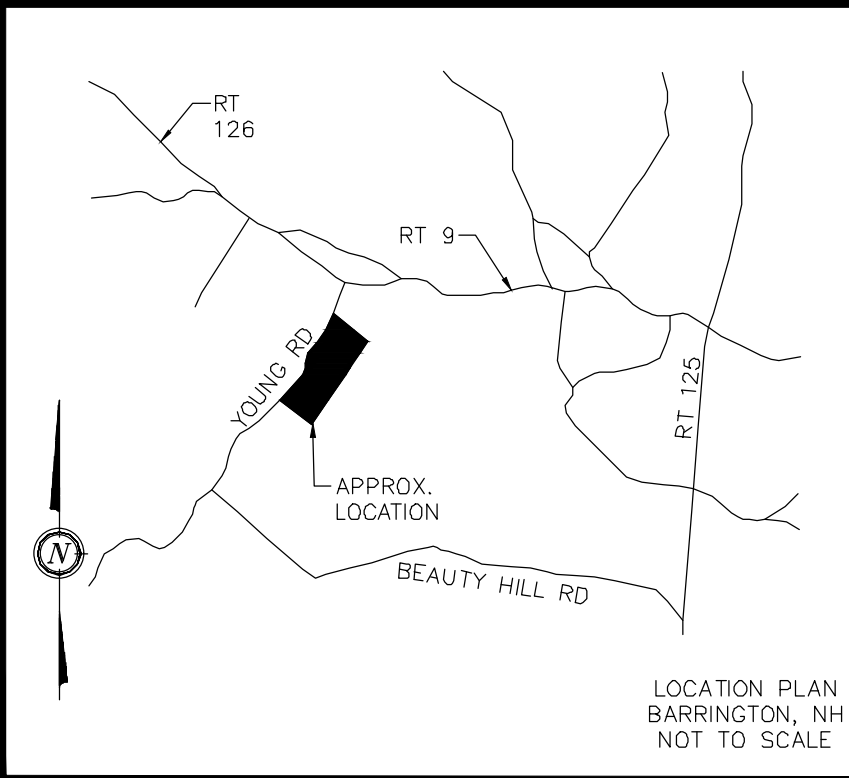 RT
126
RT 9
YOUNG RD
RT 125
APPROX.
LOCATION
N
BEAUTY HILL RD
LOCATION PLAN
BARRINGTON, NH
NOT TO SCALE